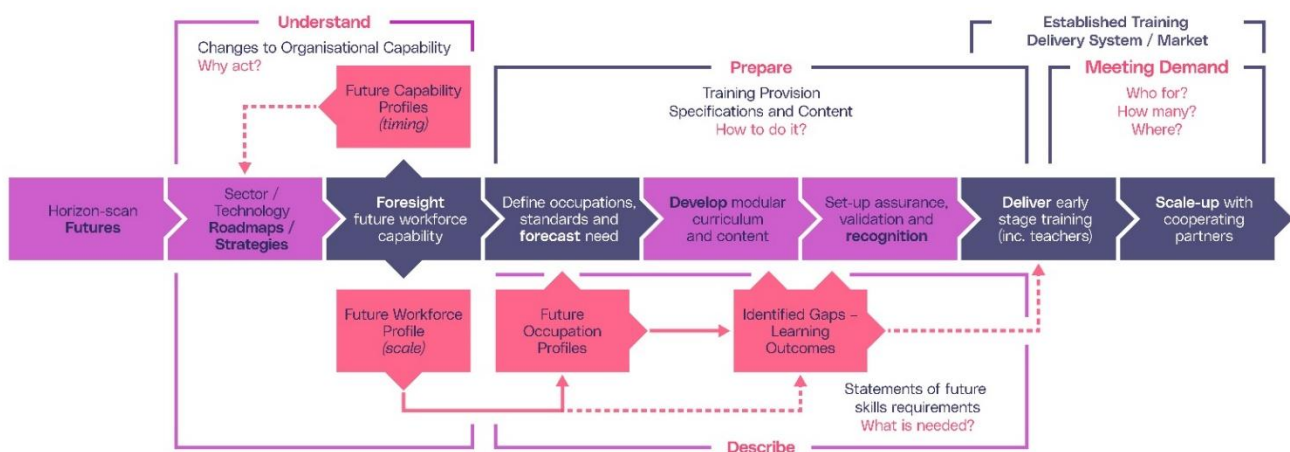 Understand
Changes to Organisational Capability
Why act?
Future Capability
Profiles
(timing)
Prepare
Training Provision
Specifications and Content
How to do it?
Established Training
Delivery System / Market
Meeting Demand
Who for?
How many?
Where?
Horizon-scan
Futures
Sector /
Technology
Roadmaps /
Strategies
Foresight
future workforce
capability
Define occupations,
standards and
forecast need
Develop modular
curriculum
and content
Set-up assurance,
validation and
recognition
Deliver early
stage training
(inc. teachers)
Scale-up with
cooperating
partners
Future Workforce
Profile
(scale)
Future
Occupation
Profiles
Identified Gaps –
Learning
Outcomes
Statements of future
skills requirements
What is needed?
Describe